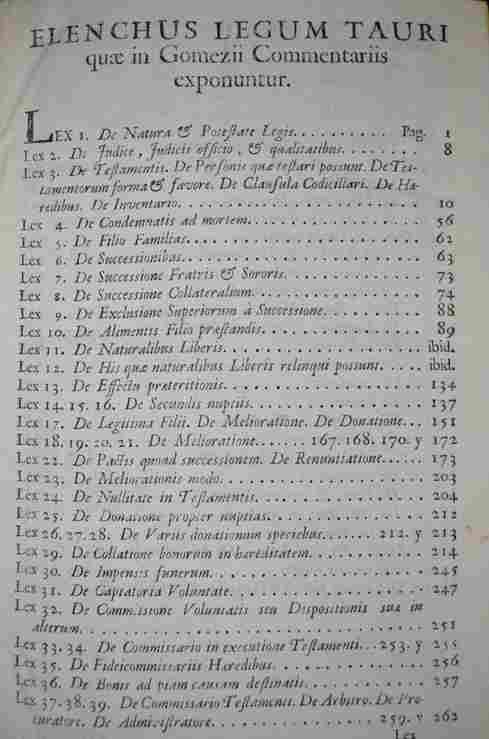 ELENCHUS LEGUM TAURI
quæ in Gomezii Commentariis
exponuntur.
LEX 1. De Natura & Potestate Legis.......... Pag. 1
Lex 2. De Judice, Judicis officio, & qualitatibus........ 8
Lex 3. De Testamentis. De Personis quæ testari possunt. De Tes-
tamentorum forma & favore. De Clausula Codicillari. De Hæ-
redibus. De Inventario...................... 10
Lex 4. De Condemnatis ad mortem................ 56
Lex 5. De Filio Familias...................... 62
Lex 6. De Successionibus...................... 63
Lex 7. De Successione Fratris & Sororis............. 73
Lex 8. De Successione Collateralium................ 74
Lex 9. De Exclusione Superiorum à Successione......... 88
Lex 10. De Alimentis Filio præstandis............... 89
Lex 11. De Naturalibus Liberis................... ibid.
Lex 12. De His quæ naturalibus Liberis relinqui possunt..... ibid.
Lex 13. De Effectu præteritionis................... 134
Lex 14. 15. 16. De Secundis nuptiis................. 137
Lex 17. De Legitima Filii. De Melioratione. De Donatione... 151
Lex 18. 19. 20. 21. De Melioratione...... 167. 168. 170. y 172
Lex 22. De Pactis quoad successionem. De Renuntiatione...... 173
Lex 23. De Meliorationis modo................... 203
Lex 24. De Nullitate in Testamentis................. 204
Lex 25. De Donatione propter nuptias............... 212
Lex 26. 27. 28. De Variis donationum speciebus...... 212. y 213
Lex 29. De Collatione bonorum in hæreditatem........... 214
Lex 30. De Impensis funerum.................... 245
Lex 31. De Captatoria Voluntate.................. 247
Lex 32. De Commissione Voluntatis seu Dispositionis suæ in
alterum............................. 251
Lex 33. 34. De Commissario in executione Testamenti... 253. y 255
Lex 35. De Fideicommissariis Heredibus.............. 256
Lex 36. De Bonis ad piam causam destinatis............ 257
Lex 37. 38. 39. De Commissario Testament. De Arbitro. De Pro-
curatore. De Administratore............... 259. y 262
Lex